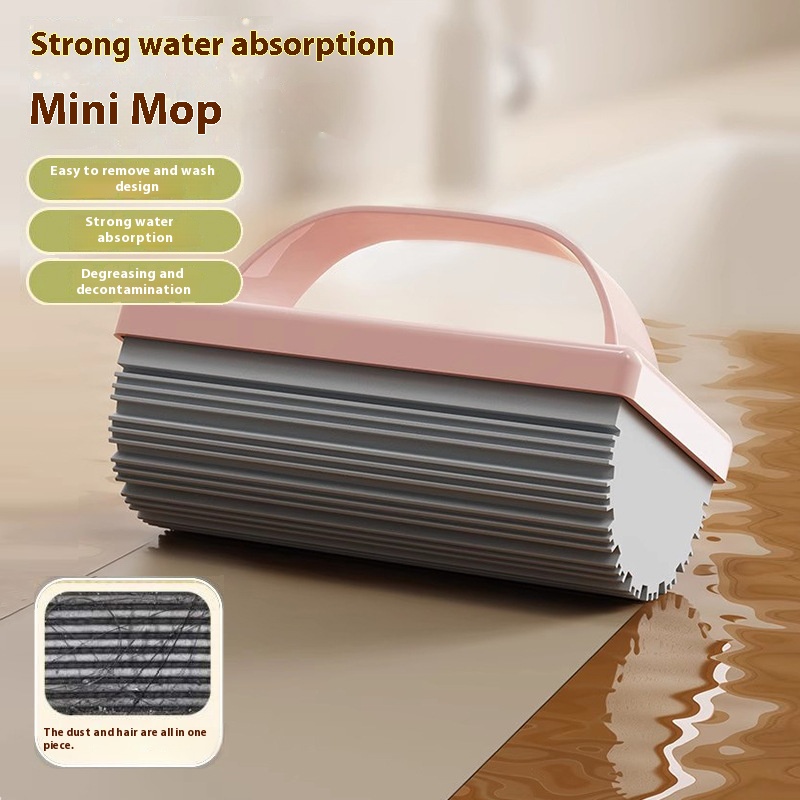 Strong water absorption
Mini Mop
Easy to remove and wash
design
Strong water
absorption
Degreasing and
decontamination
The dust and hair are all in one
piece.